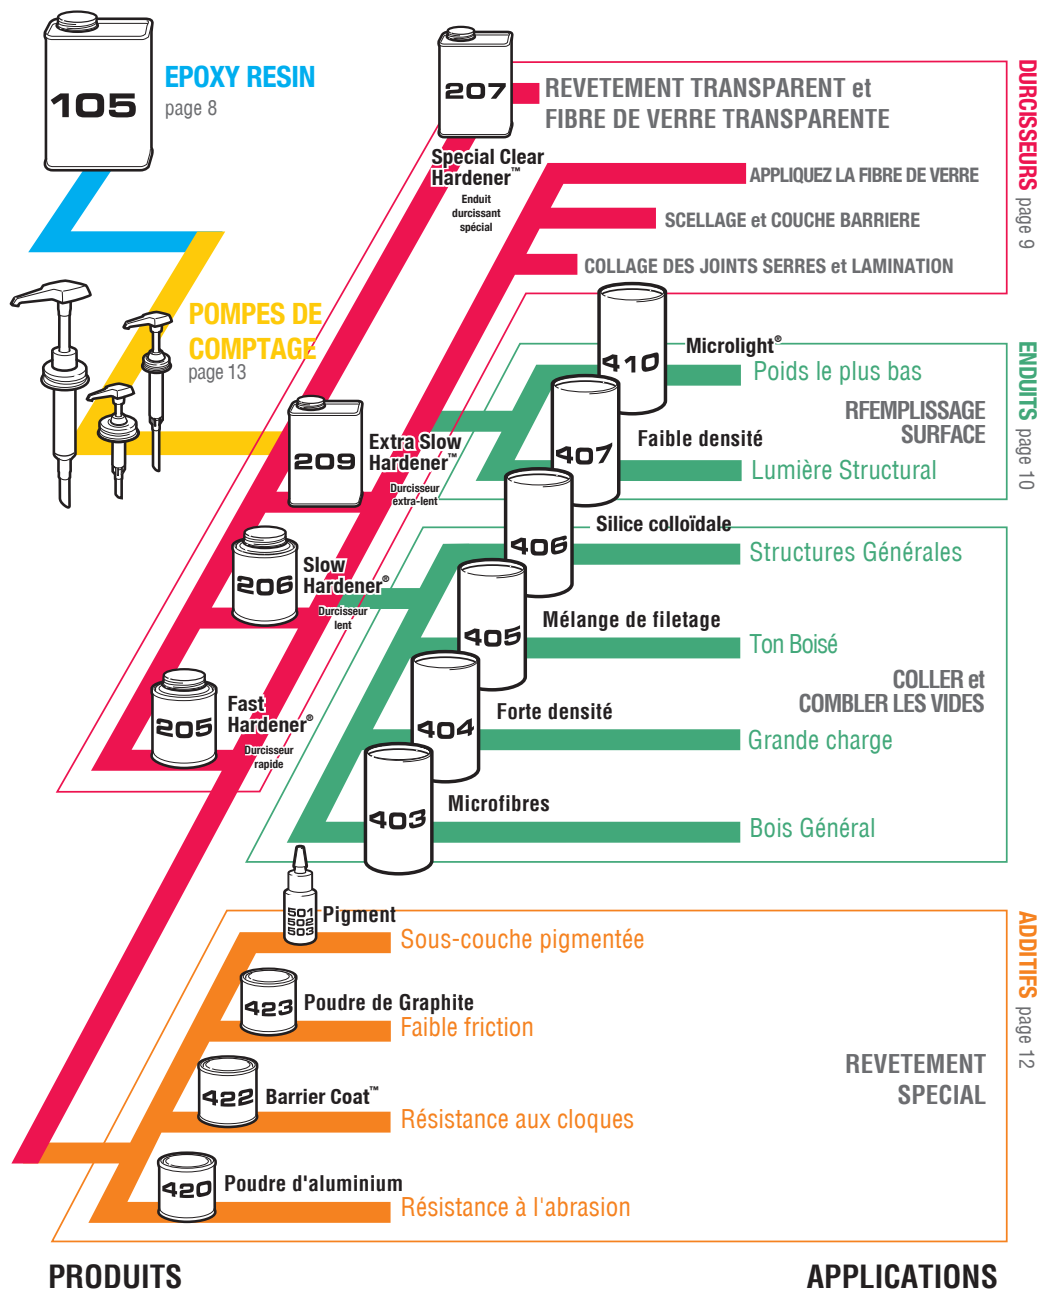 105
EPOXY RESIN
page 8
207
REVETEMENT TRANSPARENT et
FIBRE DE VERRE TRANSPARENTE
Special Clear
Hardener™
Enduit
durcissant
spécial
APPLIQUEZ LA FIBRE DE VERRE
SCELLAGE et COUCHE BARRIERE
COLLAGE DES JOINTS SERRES et LAMINATION
DURCISSEURS page 9
POMPES DE
COMPTAGE
page 13
410
Microlight®
Poids le plus bas
RFEMPLISSAGE
SURFACE
407
Faible densité
Lumière Structural
ENDUITS page 10
209
Extra Slow
Hardener™
Durcisseur
extra-lent
406
Silice colloïdale
Structures Générales
206
Slow
Hardener®
Durcisseur
lent
405
Mélange de filetage
Ton Boisé
COLLER et
COMBLER LES VIDES
205
Fast
Hardener®
Durcisseur
rapide
404
Forte densité
Grande charge
403
Microfibres
Bois Général
501
502
503
Pigment
Sous-couche pigmentée
423
Poudre de Graphite
Faible friction
422
Barrier Coat™
Résistance aux cloques
420
Poudre d'aluminium
Résistance à l'abrasion
REVETEMENT
SPECIAL
ADDITIFS page 12
PRODUITS
APPLICATIONS